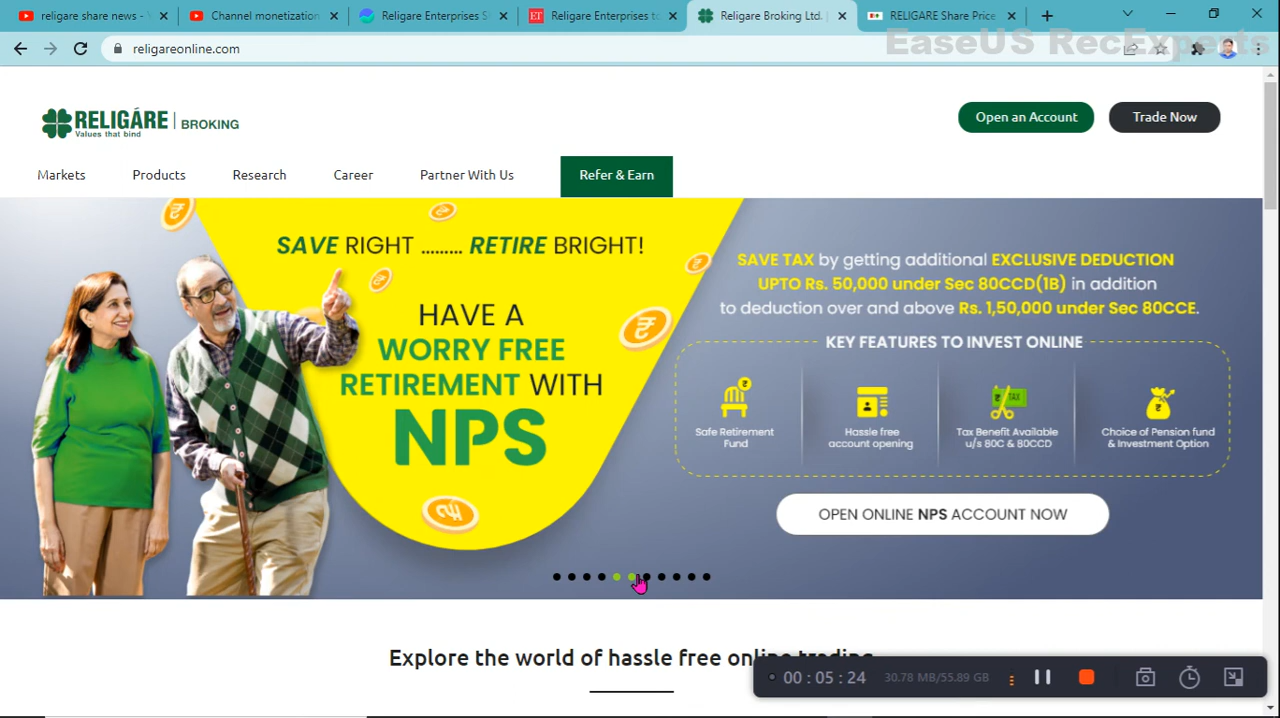 religare share news -
Channel monetization
Religare Enterprises S
Religare Enterprises to
Religare Broking Ltd. |
RELIGARE Share Price
religareonline.com
EaseUS RecExperts
RELIGÁRE | BROKING
Values that bind
Open an Account
Trade Now
Markets
Products
Research
Career
Partner With Us
Refer & Earn
SAVE RIGHT ......... RETIRE BRIGHT!
HAVE A
WORRY FREE
RETIREMENT WITH
NPS
SAVE TAX by getting additional EXCLUSIVE DEDUCTION
UPTO Rs. 50,000 under Sec 80CCD(1B) in addition
to deduction over and above Rs. 1,50,000 under Sec 80CCE.
KEY FEATURES TO INVEST ONLINE
Safe Retirement
Fund
Hassle free
account opening
TAX
Tax Benefit Available
u/s 80C & 80CCD
Choice of Pension fund
& Investment Option
OPEN ONLINE NPS ACCOUNT NOW
Explore the world of hassle free online trading
00 : 05 : 24
30.78 MB/55.89 GB